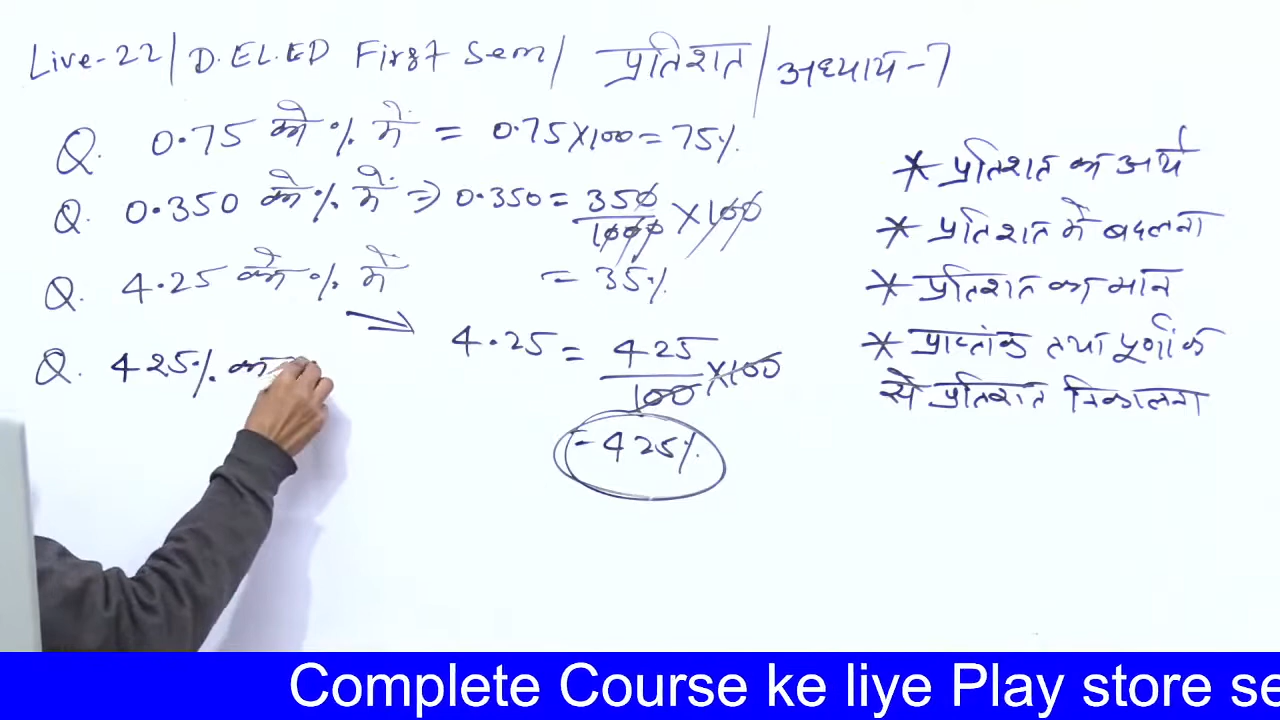 Live-22 / D.EL.ED First Sem / प्रतिशत / अध्याय-7
Q. 0.75 को % में = 0.75×100 = 75%
Q. 0.350 को % में ⇒ 0.350 = 350/1000 × 100
= 35%
Q. 4.25 को % में
→ 4.25 = 425/100 × 100
= 425%
Q. 425%
* प्रतिशत का अर्थ
* प्रतिशत में बदलना
* प्रतिशत का मान
* प्राप्तांक तथा पूर्णांक
से प्रतिशत निकालना
Complete Course ke liye Play store se